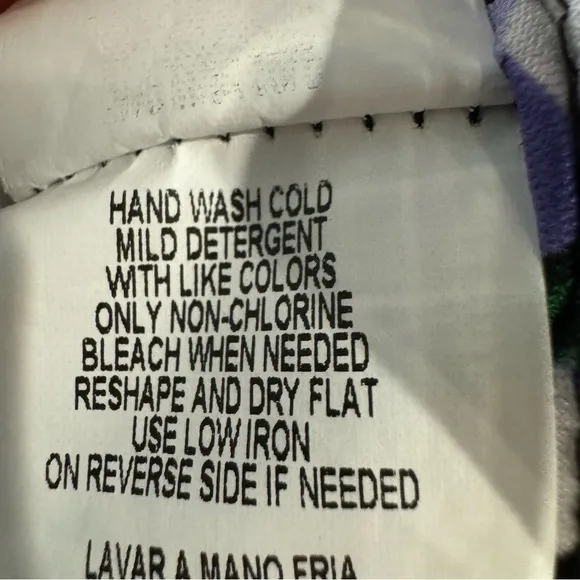 HAND WASH COLD
MILD DETERGENT
WITH LIKE COLORS
ONLY NON-CHLORINE
BLEACH WHEN NEEDED
RESHAPE AND DRY FLAT
USE LOW IRON
ON REVERSE SIDE IF NEEDED
LAVAR A MANO FRIA